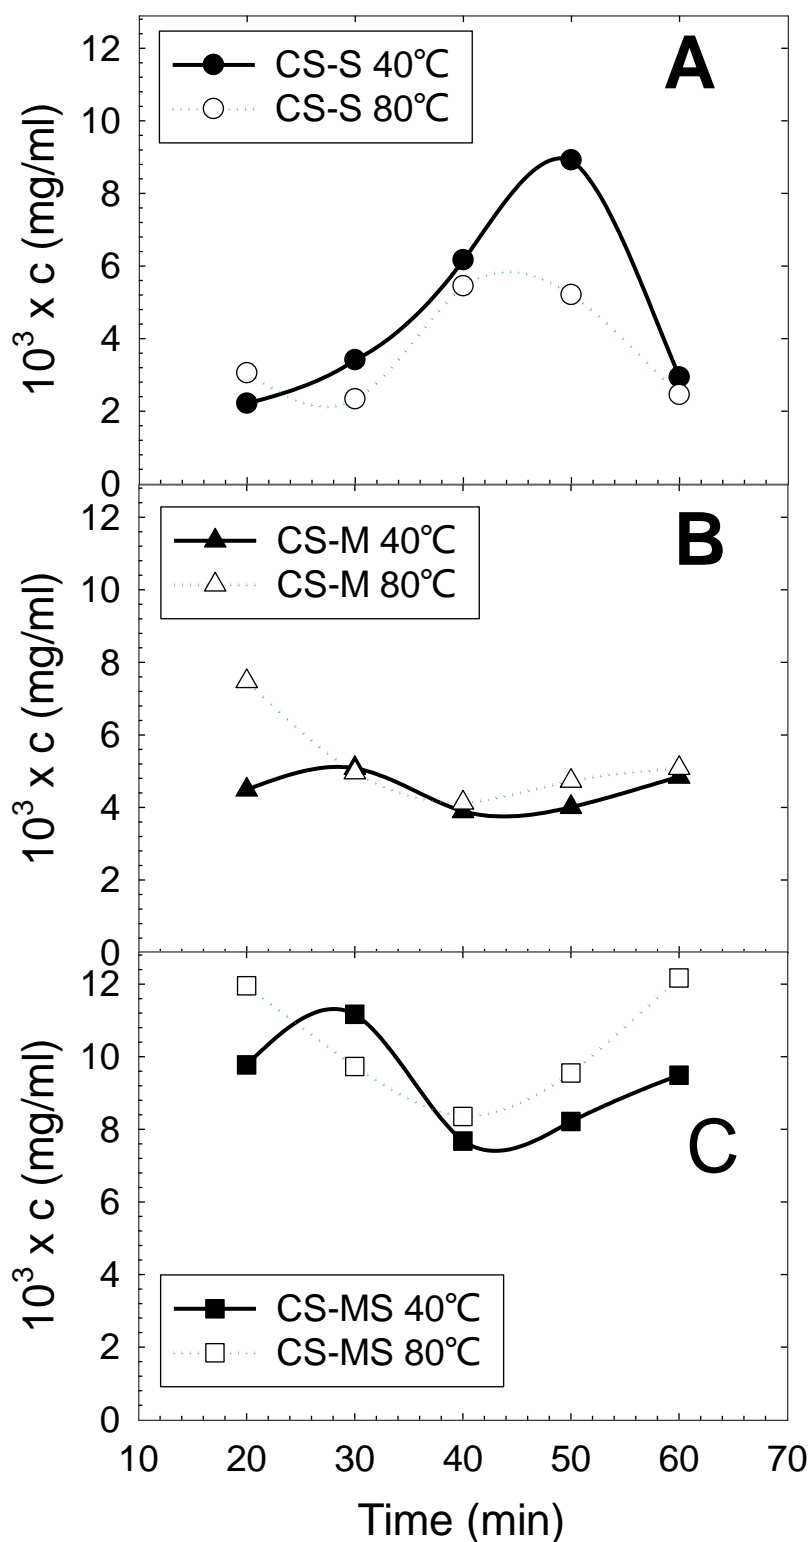 12
10
8
6
4
2
0
10³ x c (mg/ml)
CS-S 40℃
CS-S 80℃
A
12
10
8
6
4
2
0
10³ x c (mg/ml)
CS-M 40℃
CS-M 80℃
B
12
10
8
6
4
2
0
10³ x c (mg/ml)
C
CS-MS 40℃
CS-MS 80℃
10 20 30 40 50 60 70
Time (min)